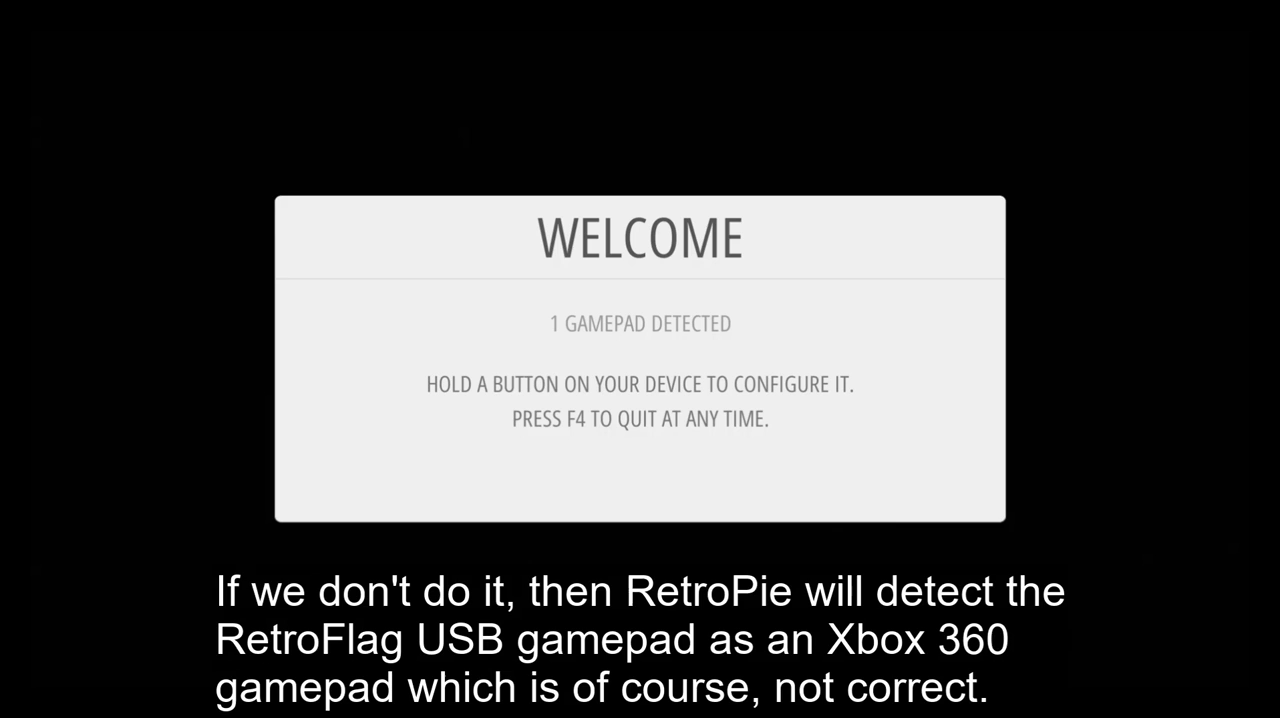 WELCOME
1 GAMEPAD DETECTED
HOLD A BUTTON ON YOUR DEVICE TO CONFIGURE IT.
PRESS F4 TO QUIT AT ANY TIME.
If we don't do it, then RetroPie will detect the
RetroFlag USB gamepad as an Xbox 360
gamepad which is of course, not correct.